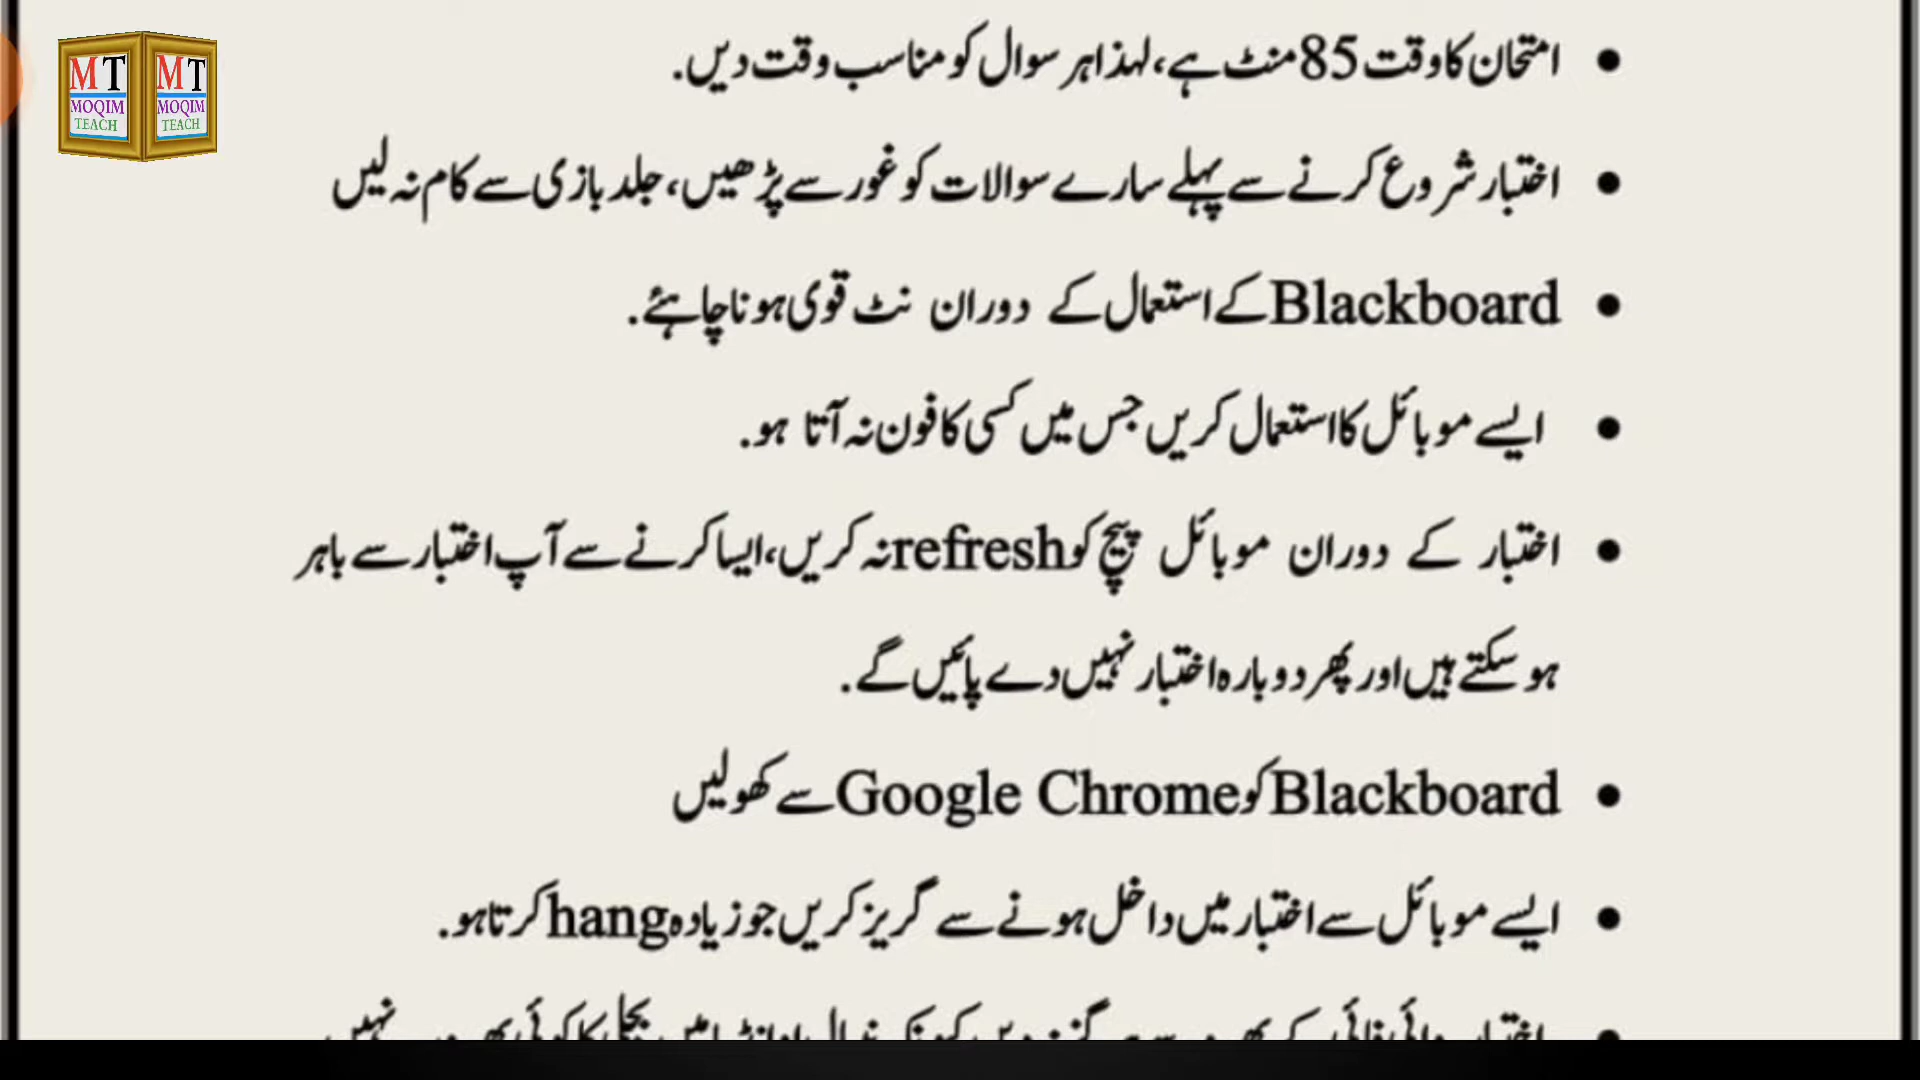 MT MT
MOQIM MOQIM
TEACH TEACH
امتحان کا وقت 85 منٹ ہے، لہذا ہر سوال کو مناسب وقت دیں.
اختبار شروع کرنے سے پہلے سارے سوالات کو غور سے پڑھیں، جلد بازی سے کام نہ لیں
Blackboard کے استعمال کے دوران نٹ قوی ہونا چاہئے.
ایسے موبائل کا استعمال کریں جس میں کسی کا فون نہ آتا ہو.
اختبار کے دوران موبائل پیج کو refresh نہ کریں، ایسا کرنے سے آپ اختبار سے باہر
ہو سکتے ہیں اور پھر دوبارہ اختبار نہیں دے پائیں گے.
Blackboard کو Google Chrome سے کھولیں
ایسے موبائل سے اختبار میں داخل ہونے سے گریز کریں جو زیادہ hang کرتا ہو.